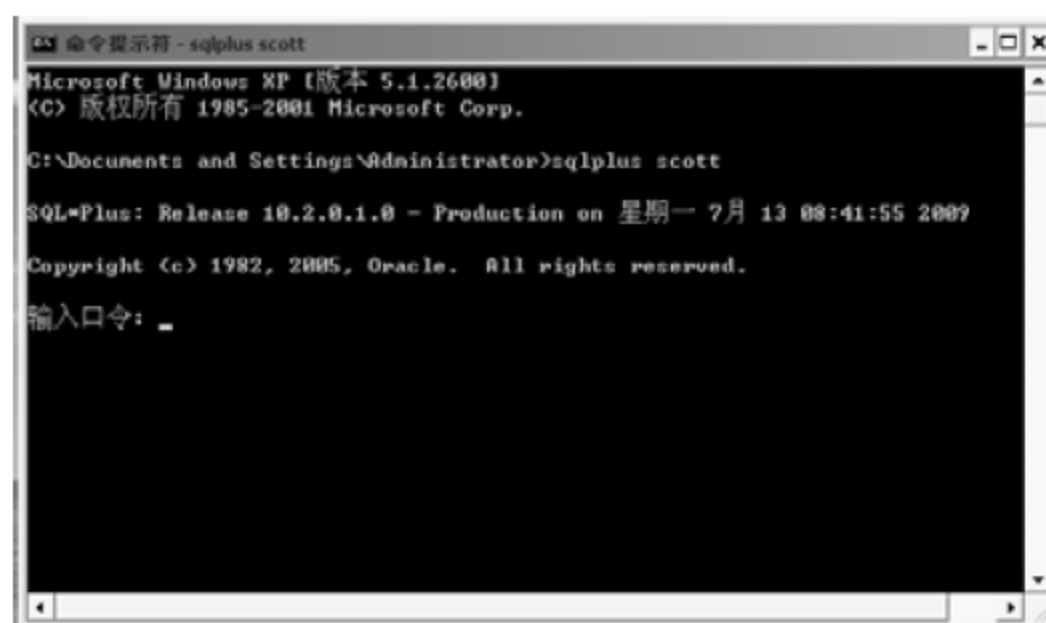 命令提示符 - sqlplus scott
Microsoft Windows XP [版本 5.1.2600]
(C) 版权所有 1985-2001 Microsoft Corp.
C:\Documents and Settings\Administrator>sqlplus scott
SQL*Plus: Release 10.2.0.1.0 - Production on 星期一 7月 13 08:41:55 2009
Copyright (c) 1982, 2005, Oracle.  All rights reserved.
输入口令: